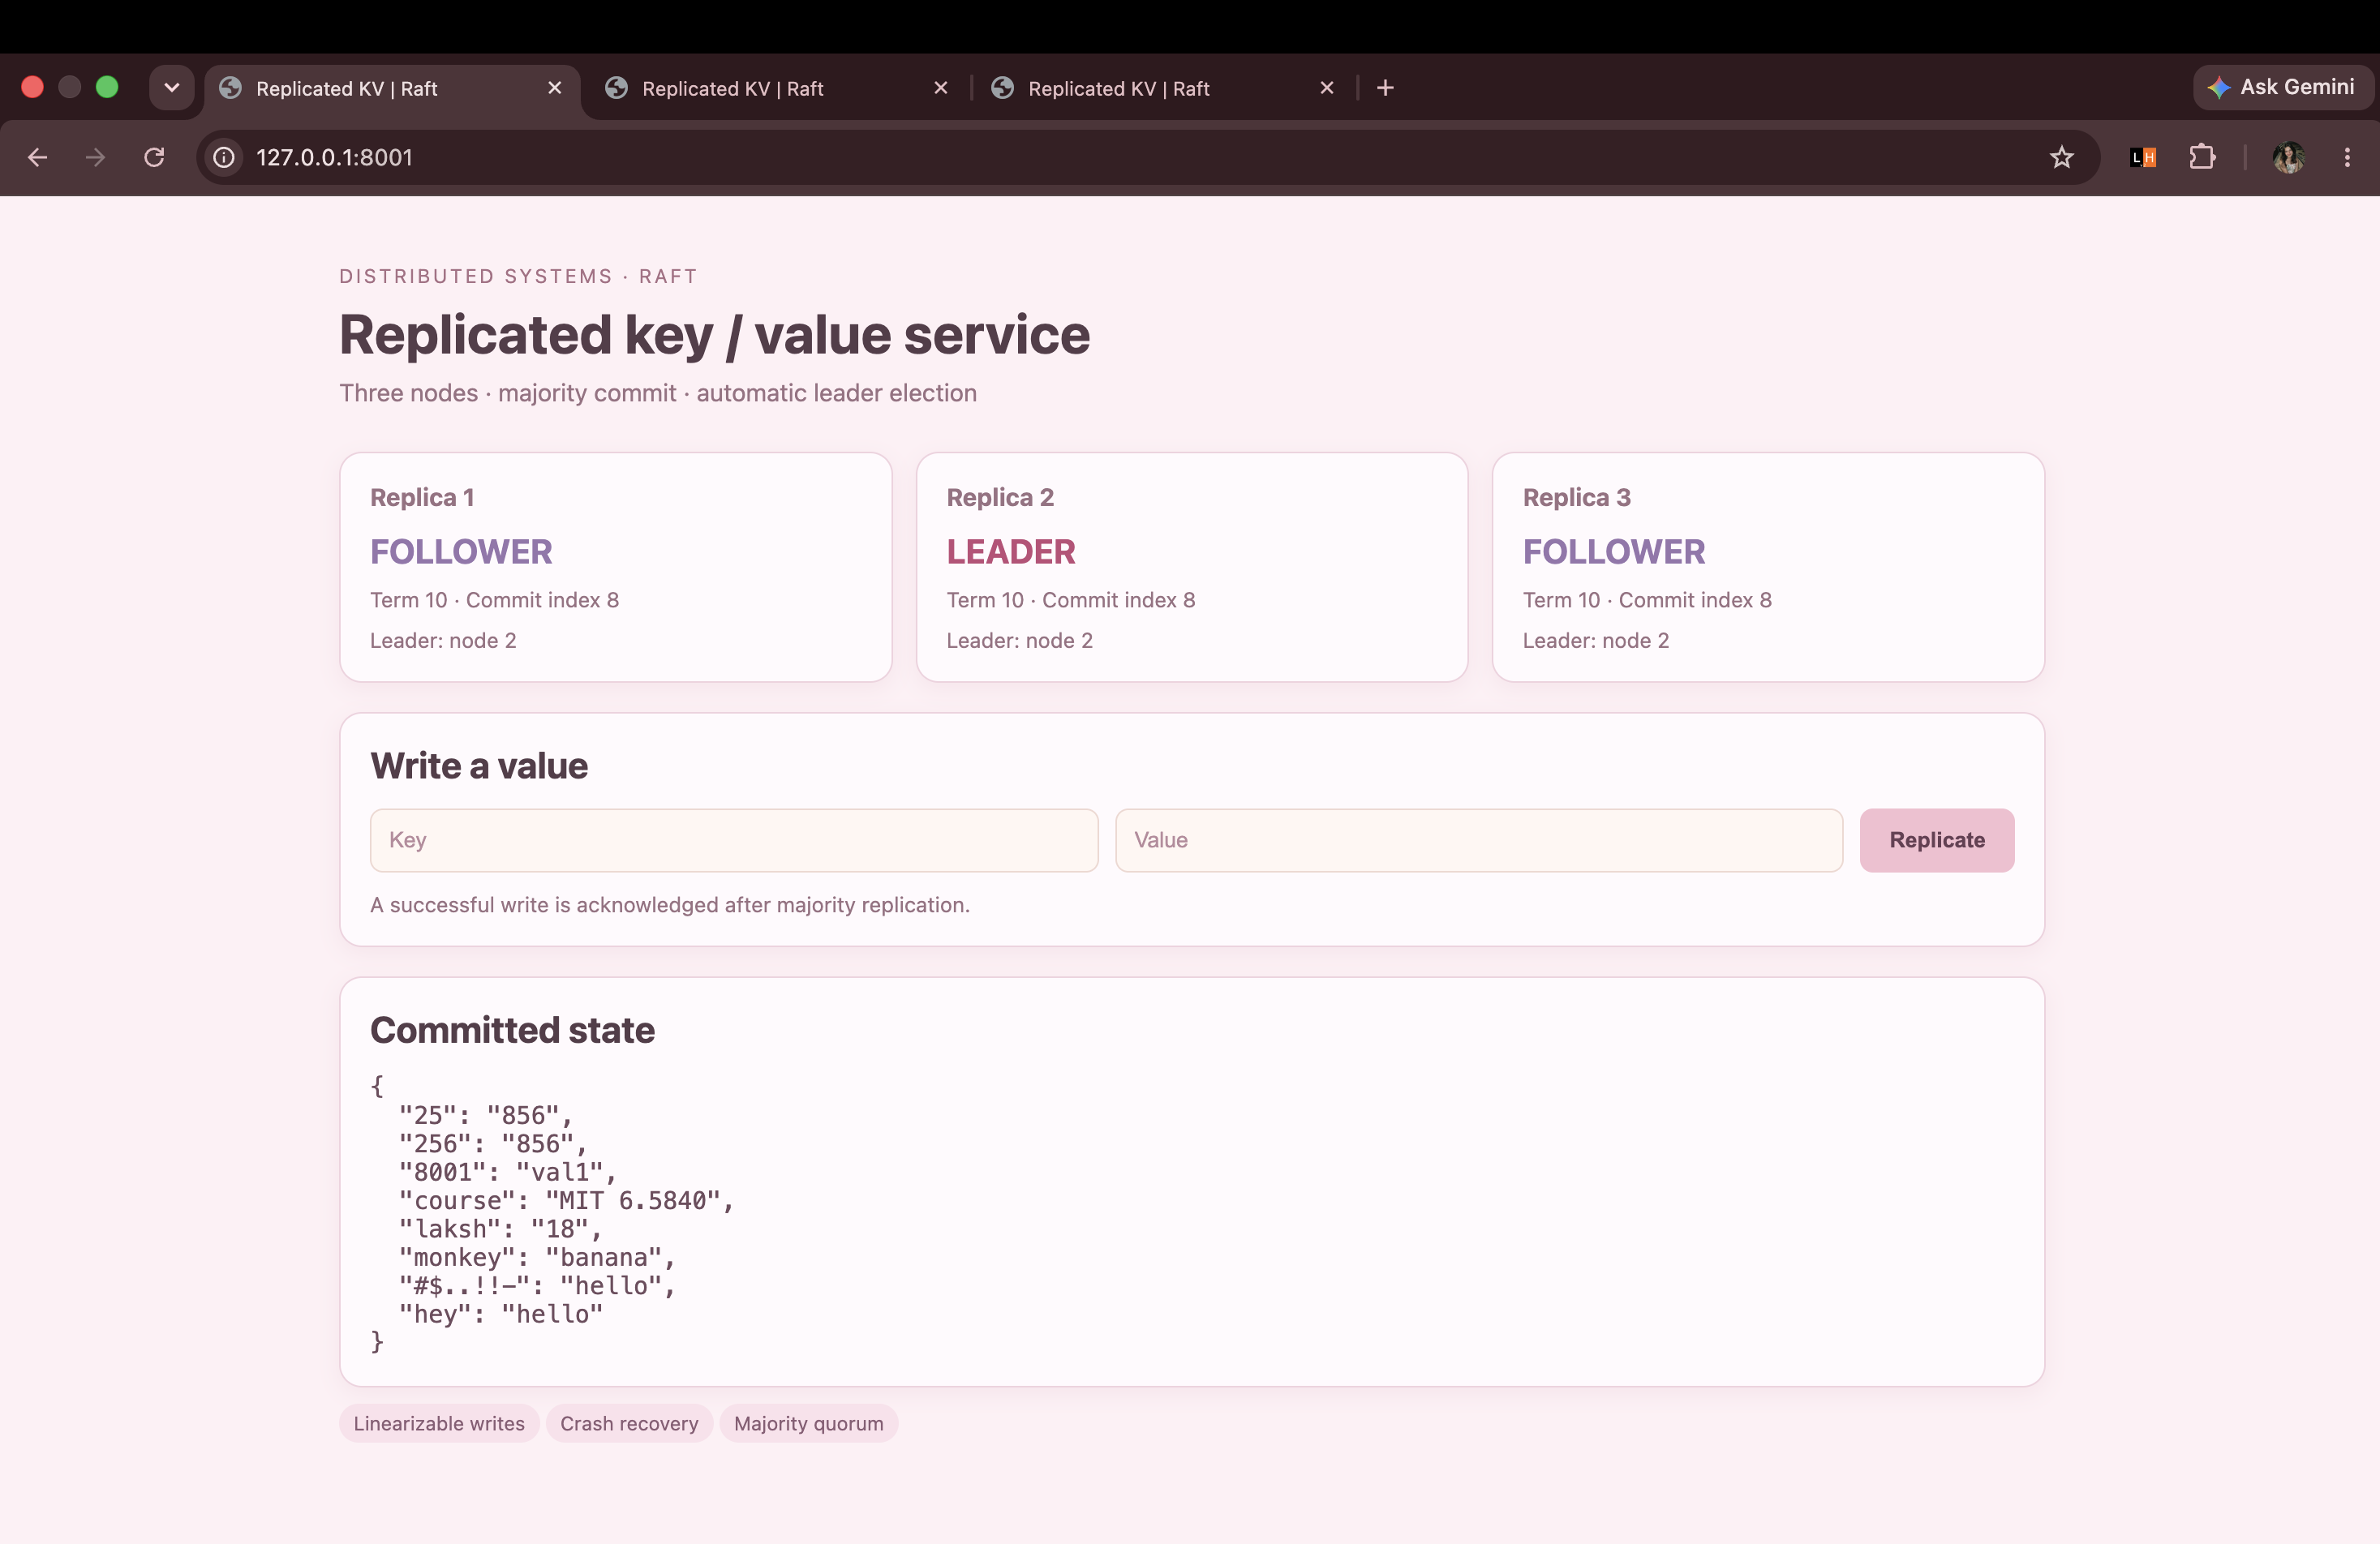 Replicated KV | Raft
Replicated KV | Raft
Replicated KV | Raft
Ask Gemini
127.0.0.1:8001
LH
DISTRIBUTED SYSTEMS · RAFT
Replicated key / value service
Three nodes · majority commit · automatic leader election
Replica 1
FOLLOWER
Term 10 · Commit index 8
Leader: node 2
Replica 2
LEADER
Term 10 · Commit index 8
Leader: node 2
Replica 3
FOLLOWER
Term 10 · Commit index 8
Leader: node 2
Write a value
Key
Value
Replicate
A successful write is acknowledged after majority replication.
Committed state
{
"25": "856",
"256": "856",
"8001": "val1",
"course": "MIT 6.5840",
"laksh": "18",
"monkey": "banana",
"#$..!!—": "hello",
"hey": "hello"
}
Linearizable writes
Crash recovery
Majority quorum